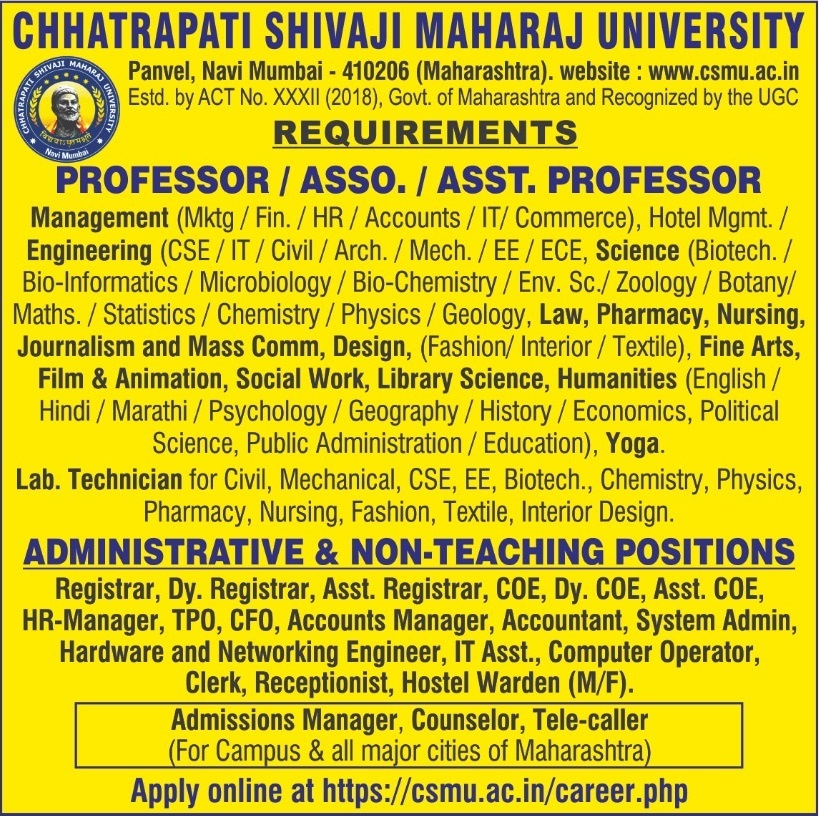 CHHATRAPATI SHIVAJI MAHARAJ UNIVERSITY
CHHATRAPATI SHIVAJI MAHARAJ UNIVERSITY
Navi Mumbai
Panvel, Navi Mumbai - 410206 (Maharashtra). website : www.csmu.ac.in
Estd. by ACT No. XXXII (2018), Govt. of Maharashtra and Recognized by the UGC
REQUIREMENTS
PROFESSOR / ASSO. / ASST. PROFESSOR
Management (Mktg / Fin. / HR / Accounts / IT/ Commerce), Hotel Mgmt. /
Engineering (CSE / IT / Civil / Arch. / Mech. / EE / ECE, Science (Biotech. /
Bio-Informatics / Microbiology / Bio-Chemistry / Env. Sc./ Zoology / Botany/
Maths. / Statistics / Chemistry / Physics / Geology, Law, Pharmacy, Nursing,
Journalism and Mass Comm, Design, (Fashion/ Interior / Textile), Fine Arts,
Film & Animation, Social Work, Library Science, Humanities (English /
Hindi / Marathi / Psychology / Geography / History / Economics, Political
Science, Public Administration / Education), Yoga.
Lab. Technician for Civil, Mechanical, CSE, EE, Biotech., Chemistry, Physics,
Pharmacy, Nursing, Fashion, Textile, Interior Design.
ADMINISTRATIVE & NON-TEACHING POSITIONS
Registrar, Dy. Registrar, Asst. Registrar, COE, Dy. COE, Asst. COE,
HR-Manager, TPO, CFO, Accounts Manager, Accountant, System Admin,
Hardware and Networking Engineer, IT Asst., Computer Operator,
Clerk, Receptionist, Hostel Warden (M/F).
Admissions Manager, Counselor, Tele-caller
(For Campus & all major cities of Maharashtra)
Apply online at https://csmu.ac.in/career.php